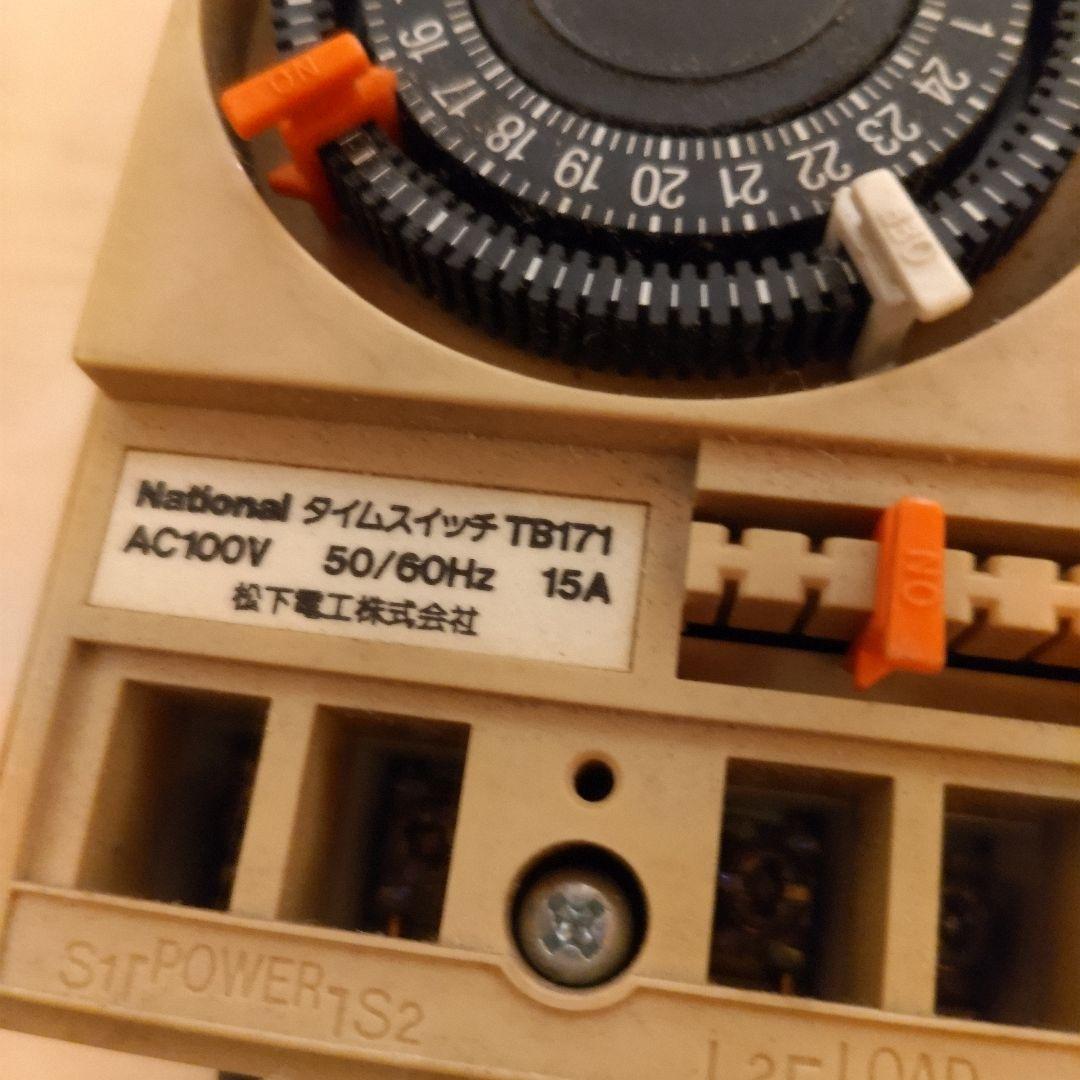 16 17 18 19 20 21 22 23 24 1
ON
OFF
National タイムスイッチ TB171
AC100V 50/60Hz 15A
松下電工株式会社
ON
S1 POWER S2
L2 LOAD